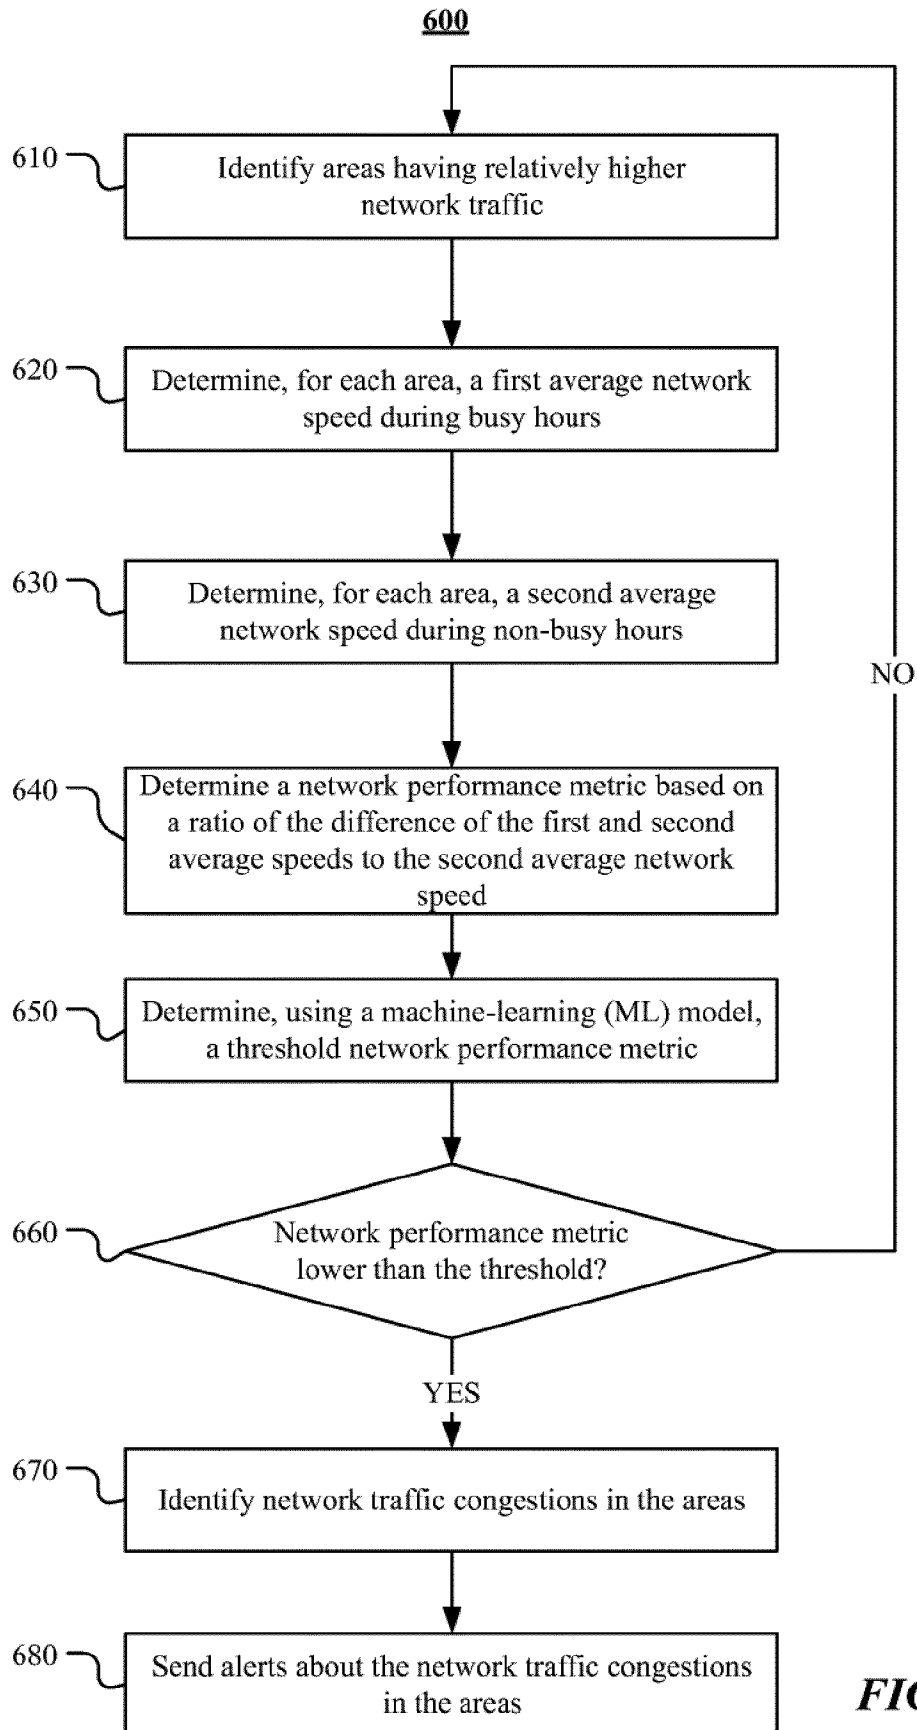 600
610
Identify areas having relatively higher
network traffic
620
Determine, for each area, a first average network
speed during busy hours
630
Determine, for each area, a second average
network speed during non-busy hours
NO
640
Determine a network performance metric based on
a ratio of the difference of the first and second
average speeds to the second average network
speed
650
Determine, using a machine-learning (ML) model,
a threshold network performance metric
660
Network performance metric
lower than the threshold?
YES
670
Identify network traffic congestions in the areas
680
Send alerts about the network traffic congestions
in the areas